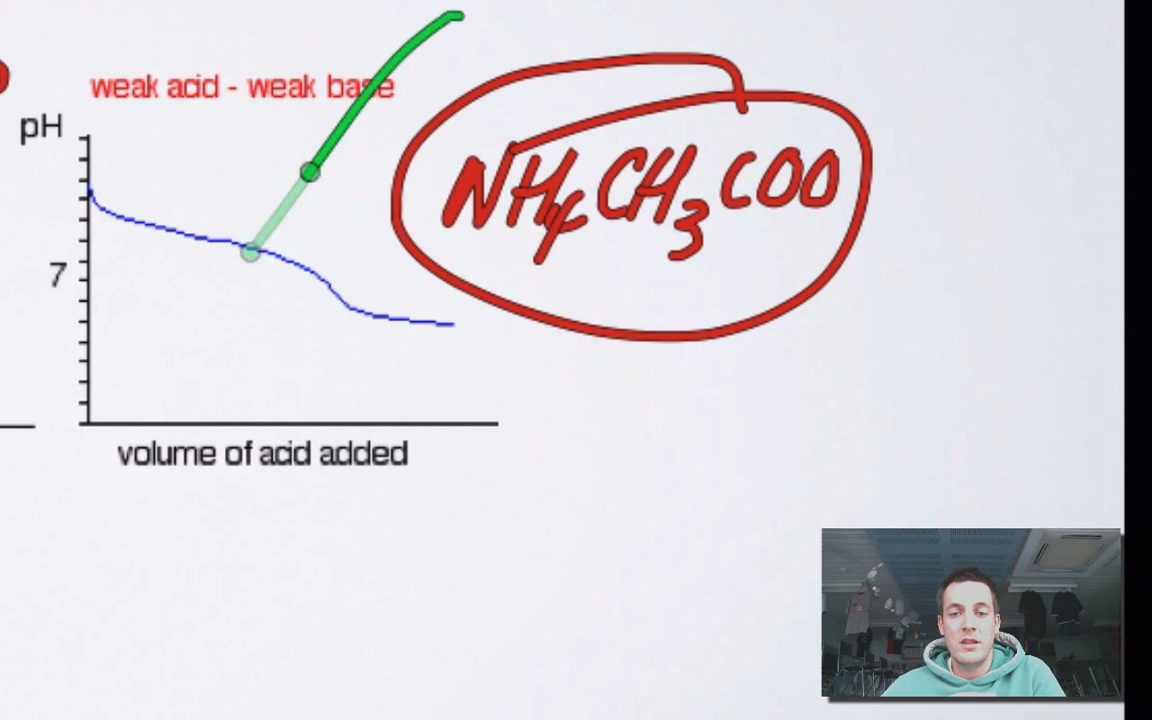 weak acid - weak base
pH
NH4CH3COO
7
volume of acid added